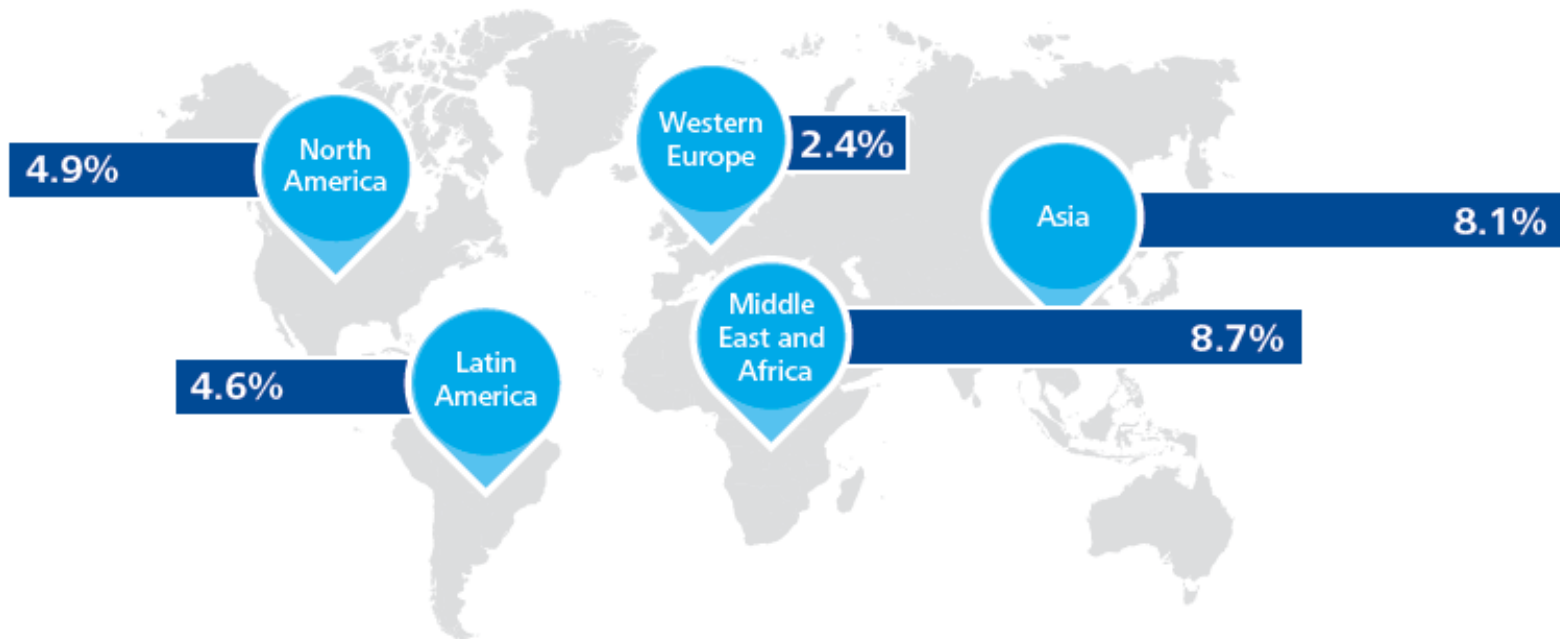 4.9%
North
America
Western
Europe
2.4%
Asia
8.1%
4.6%
Latin
America
Middle
East and
Africa
8.7%